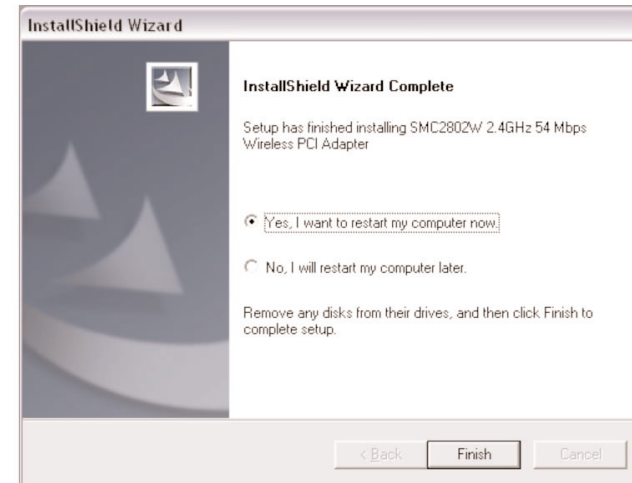 InstallShield Wizard
InstallShield Wizard Complete
Setup has finished installing SMC2802W 2.4GHz 54 Mbps
Wireless PCI Adapter
Yes, I want to restart my computer now.
No, I will restart my computer later.
Remove any disks from their drives, and then click Finish to
complete setup.
< Back Finish Cancel